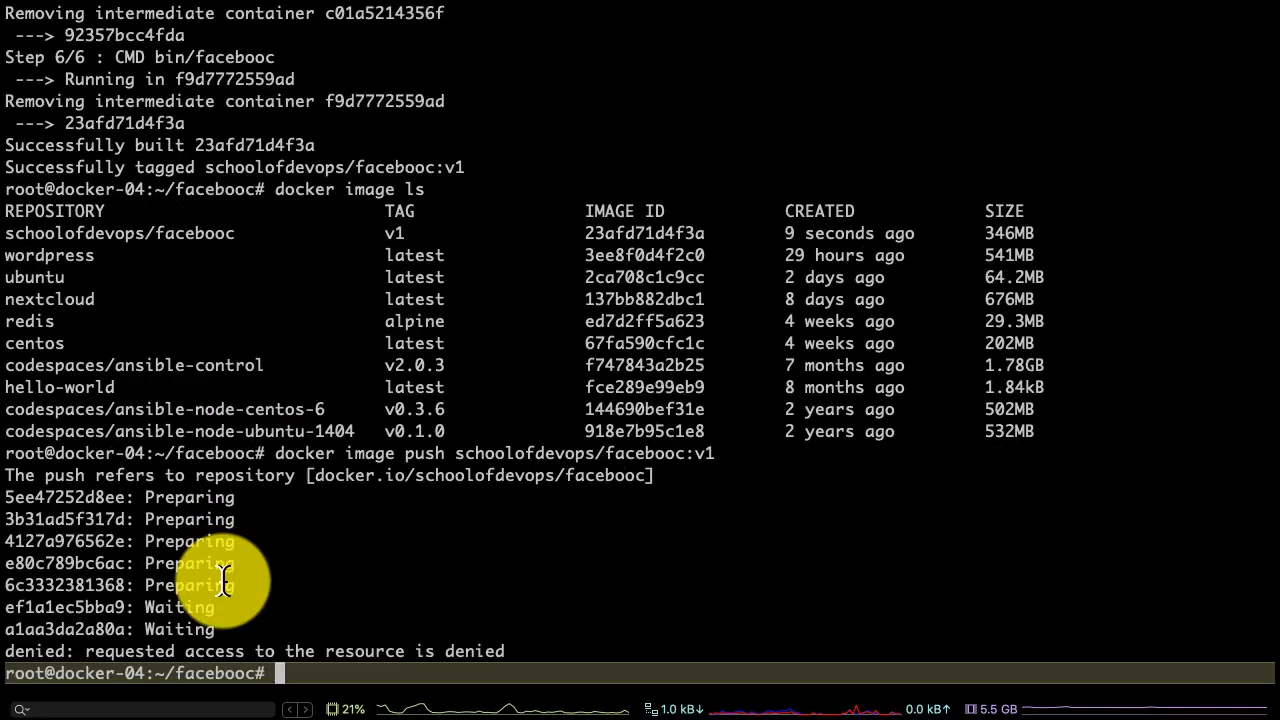 Removing intermediate container c01a5214356f
 ---> 92357bcc4fda
Step 6/6 : CMD bin/facebooc
 ---> Running in f9d7772559ad
Removing intermediate container f9d7772559ad
 ---> 23afd71d4f3a
Successfully built 23afd71d4f3a
Successfully tagged schoolofdevops/facebooc:v1
root@docker-04:~/facebooc# docker image ls
REPOSITORY TAG IMAGE ID CREATED SIZE
schoolofdevops/facebooc v1 23afd71d4f3a 9 seconds ago 346MB
wordpress latest 3ee8f0d4f2c0 29 hours ago 541MB
ubuntu latest 2ca708c1c9cc 2 days ago 64.2MB
nextcloud latest 137bb882dbc1 8 days ago 676MB
redis alpine ed7d2ff5a623 4 weeks ago 29.3MB
centos latest 67fa590cfc1c 4 weeks ago 202MB
codespaces/ansible-control v2.0.3 f747843a2b25 7 months ago 1.78GB
hello-world latest fce289e99eb9 8 months ago 1.84kB
codespaces/ansible-node-centos-6 v0.3.6 144690bef31e 2 years ago 502MB
codespaces/ansible-node-ubuntu-1404 v0.1.0 918e7b95c1e8 2 years ago 532MB
root@docker-04:~/facebooc# docker image push schoolofdevops/facebooc:v1
The push refers to repository [docker.io/schoolofdevops/facebooc]
5ee47252d8ee: Preparing
3b31ad5f317d: Preparing
4127a976562e: Preparing
e80c789bc6ac: Preparing
6c3332381368: Preparing
ef1a1ec5bba9: Waiting
a1aa3da2a80a: Waiting
denied: requested access to the resource is denied
root@docker-04:~/facebooc#
21% 1.0 kB↓ 0.0 kB↑ 5.5 GB